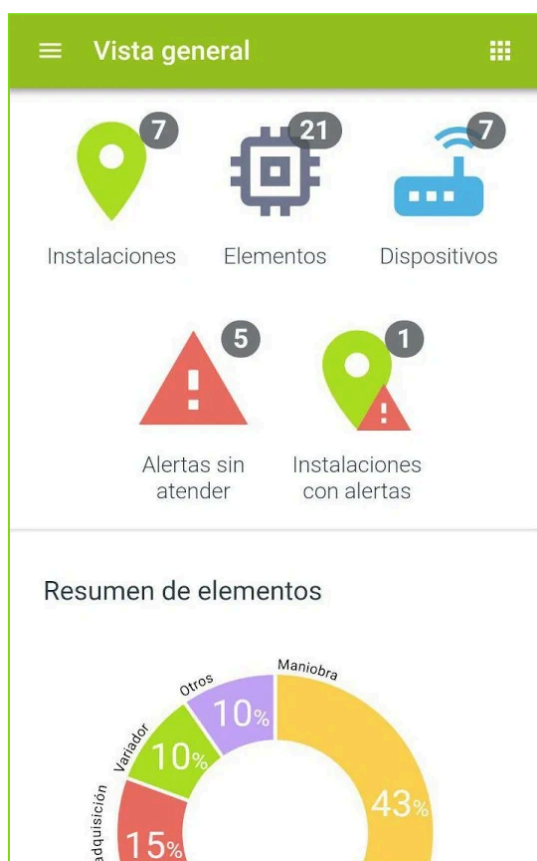 Vista general
7
21
7
Instalaciones
Elementos
Dispositivos
5
1
Alertas sin
atender
Instalaciones
con alertas
Resumen de elementos
Maniobra
Otros
Variador
adquisición
10%
10%
43%
15%